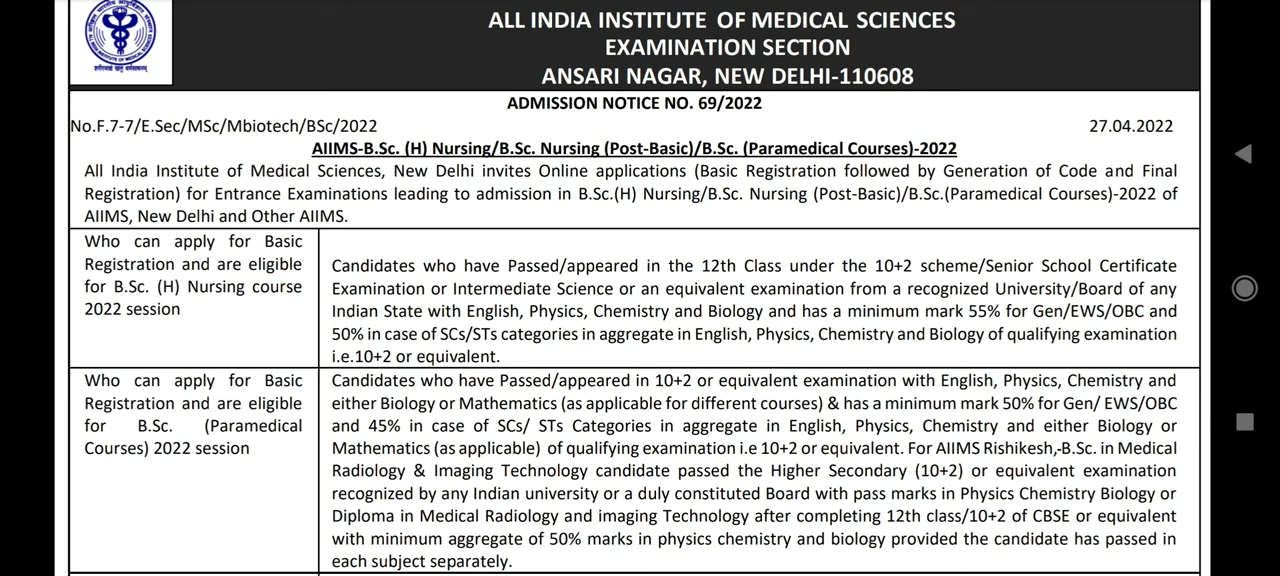 ALL INDIA INSTITUTE OF MEDICAL SCIENCES
EXAMINATION SECTION
ANSARI NAGAR, NEW DELHI-110608
ADMISSION NOTICE NO. 69/2022
No.F.7-7/E.Sec/MSc/Mbiotech/BSc/2022 27.04.2022
AIIMS-B.Sc. (H) Nursing/B.Sc. Nursing (Post-Basic)/B.Sc. (Paramedical Courses)-2022
All India Institute of Medical Sciences, New Delhi invites Online applications (Basic Registration followed by Generation of Code and Final
Registration) for Entrance Examinations leading to admission in B.Sc.(H) Nursing/B.Sc. Nursing (Post-Basic)/B.Sc.(Paramedical Courses)-2022 of
AIIMS, New Delhi and Other AIIMS.
Who can apply for Basic
Registration and are eligible
for B.Sc. (H) Nursing course
2022 session
Candidates who have Passed/appeared in the 12th Class under the 10+2 scheme/Senior School Certificate
Examination or Intermediate Science or an equivalent examination from a recognized University/Board of any
Indian State with English, Physics, Chemistry and Biology and has a minimum mark 55% for Gen/EWS/OBC and
50% in case of SCs/STs categories in aggregate in English, Physics, Chemistry and Biology of qualifying examination
i.e.10+2 or equivalent.
Who can apply for Basic
Registration and are eligible
for B.Sc. (Paramedical
Courses) 2022 session
Candidates who have Passed/appeared in 10+2 or equivalent examination with English, Physics, Chemistry and
either Biology or Mathematics (as applicable for different courses) & has a minimum mark 50% for Gen/ EWS/OBC
and 45% in case of SCs/ STs Categories in aggregate in English, Physics, Chemistry and either Biology or
Mathematics (as applicable) of qualifying examination i.e 10+2 or equivalent. For AIIMS Rishikesh,-B.Sc. in Medical
Radiology & Imaging Technology candidate passed the Higher Secondary (10+2) or equivalent examination
recognized by any Indian university or a duly constituted Board with pass marks in Physics Chemistry Biology or
Diploma in Medical Radiology and imaging Technology after completing 12th class/10+2 of CBSE or equivalent
with minimum aggregate of 50% marks in physics chemistry and biology provided the candidate has passed in
each subject separately.